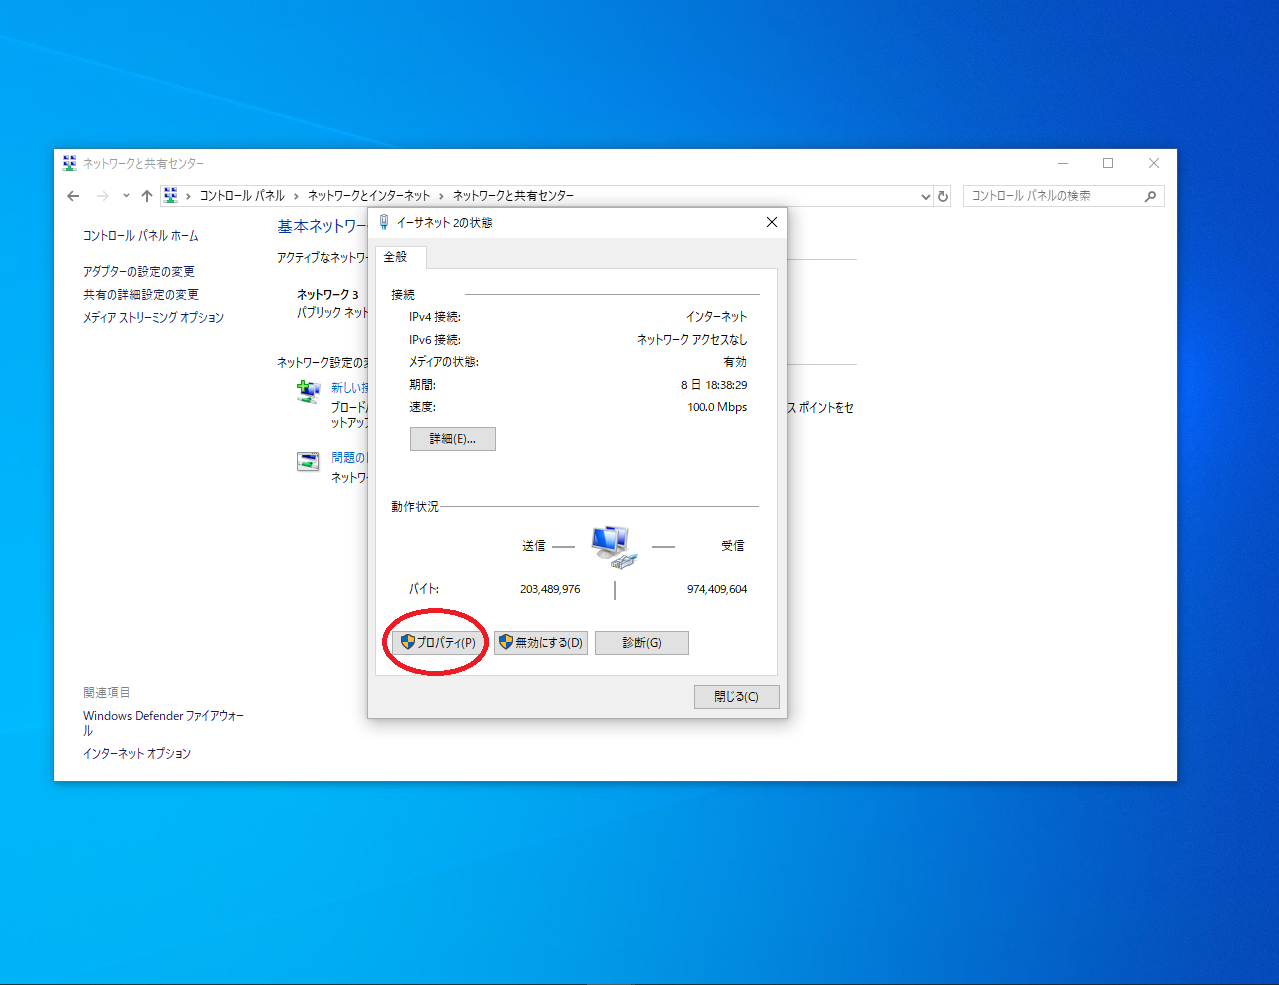 ネットワークと共有センター
コントロール パネル › ネットワークとインターネット › ネットワークと共有センター
コントロール パネルの検索
コントロール パネル ホーム
アダプターの設定の変更
共有の詳細設定の変更
メディア ストリーミング オプション
基本ネットワー
アクティブなネットワー
ネットワーク 3
パブリック ネット
ネットワーク設定の
新しい
ブロード
ットアップ
ス ポイントをセ
問題の
ネットワ
イーサネット 2の状態
全般
接続
IPv4 接続: インターネット
IPv6 接続: ネットワーク アクセスなし
メディアの状態: 有効
期間: 8 日 18:38:29
速度: 100.0 Mbps
詳細(E)...
動作状況
送信 受信
バイト: 203,489,976 974,409,604
プロパティ(P) 無効にする(D) 診断(G)
閉じる(C)
関連項目
Windows Defender ファイアウォー
ル
インターネット オプション